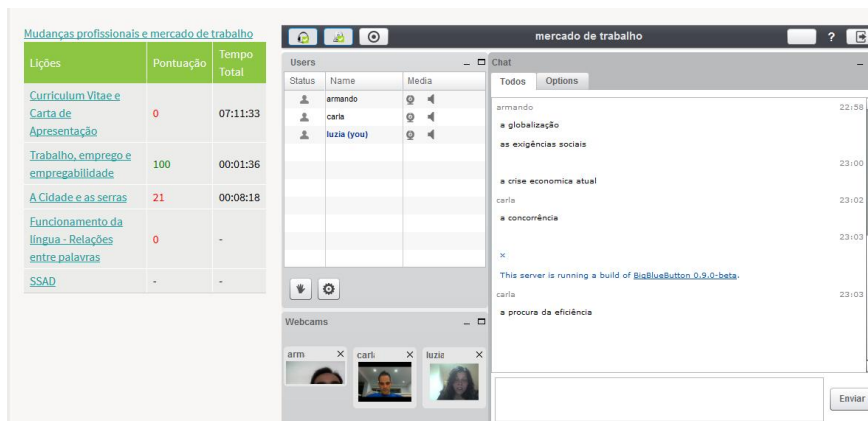 Mudanças profissionais e mercado de trabalho
Lições Pontuação Tempo
Total
Curriculum Vitae e
Carta de
Apresentação
0 07:11:33
Trabalho, emprego e
empregabilidade
100 00:01:36
A Cidade e as serras 21 00:08:18
Funcionamento da
língua - Relações
entre palavras
0 -
SSAD - -
mercado de trabalho
?
Users
Status Name Media
armando
carla
luzia (you)
Webcams
arm
carla
luzia
Chat
Todos Options
armando 22:58
a globalização
as exigências sociais
23:00
a crise economica atual
carla 23:02
a concorrência
23:03
x
This server is running a build of BigBlueButton 0.9.0-beta.
carla 23:03
a procura da eficiência
Enviar